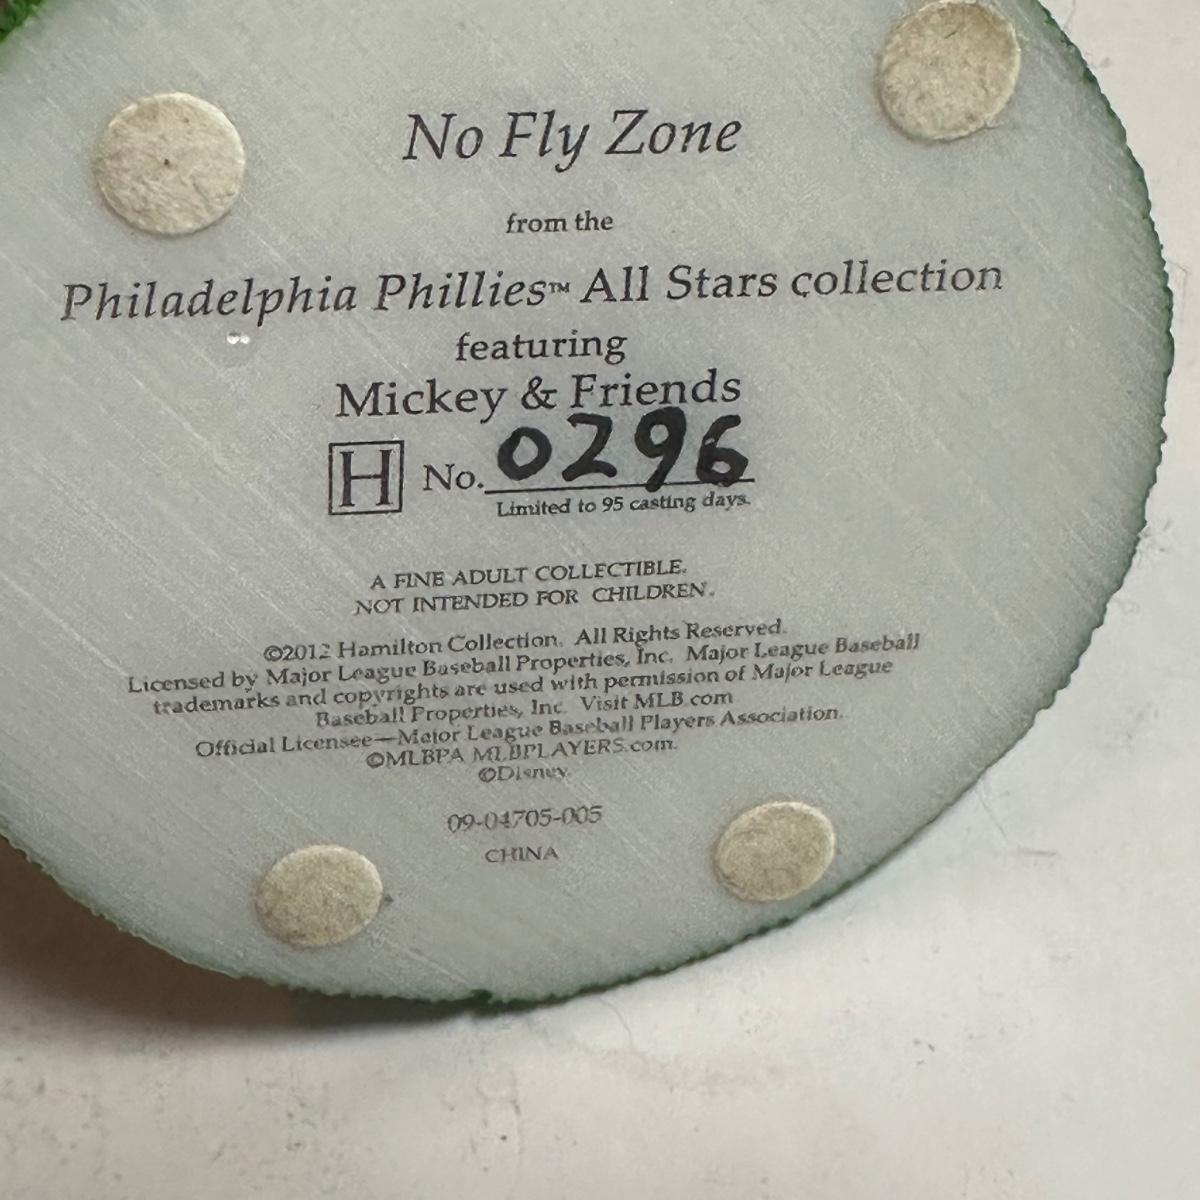 No Fly Zone
from the
Philadelphia Phillies™ All Stars collection
featuring
Mickey & Friends
H No. 0296
Limited to 95 casting days.
A FINE ADULT COLLECTIBLE.
NOT INTENDED FOR CHILDREN.
©2012 Hamilton Collection. All Rights Reserved.
Licensed by Major League Baseball Properties, Inc. Major League Baseball
trademarks and copyrights are used with permission of Major League
Baseball Properties, Inc. Visit MLB.com
Official Licensee—Major League Baseball Players Association.
©MLBPA MLBPLAYERS.com.
©Disney.
09-04705-005
CHINA